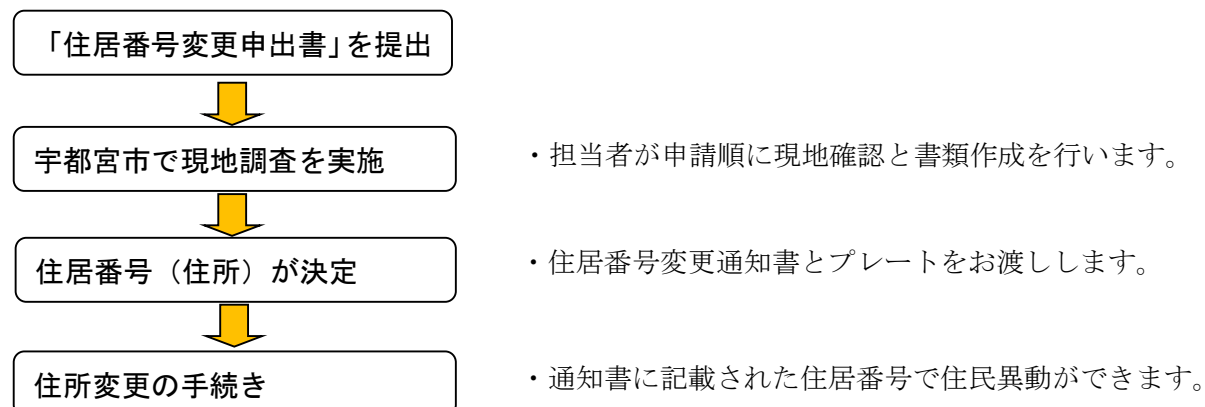 「住居番号変更申出書」を提出
宇都宮市で現地調査を実施
・担当者が申請順に現地確認と書類作成を行います。
住居番号（住所）が決定
・住居番号変更通知書とプレートをお渡しします。
住所変更の手続き
・通知書に記載された住居番号で住民異動ができます。